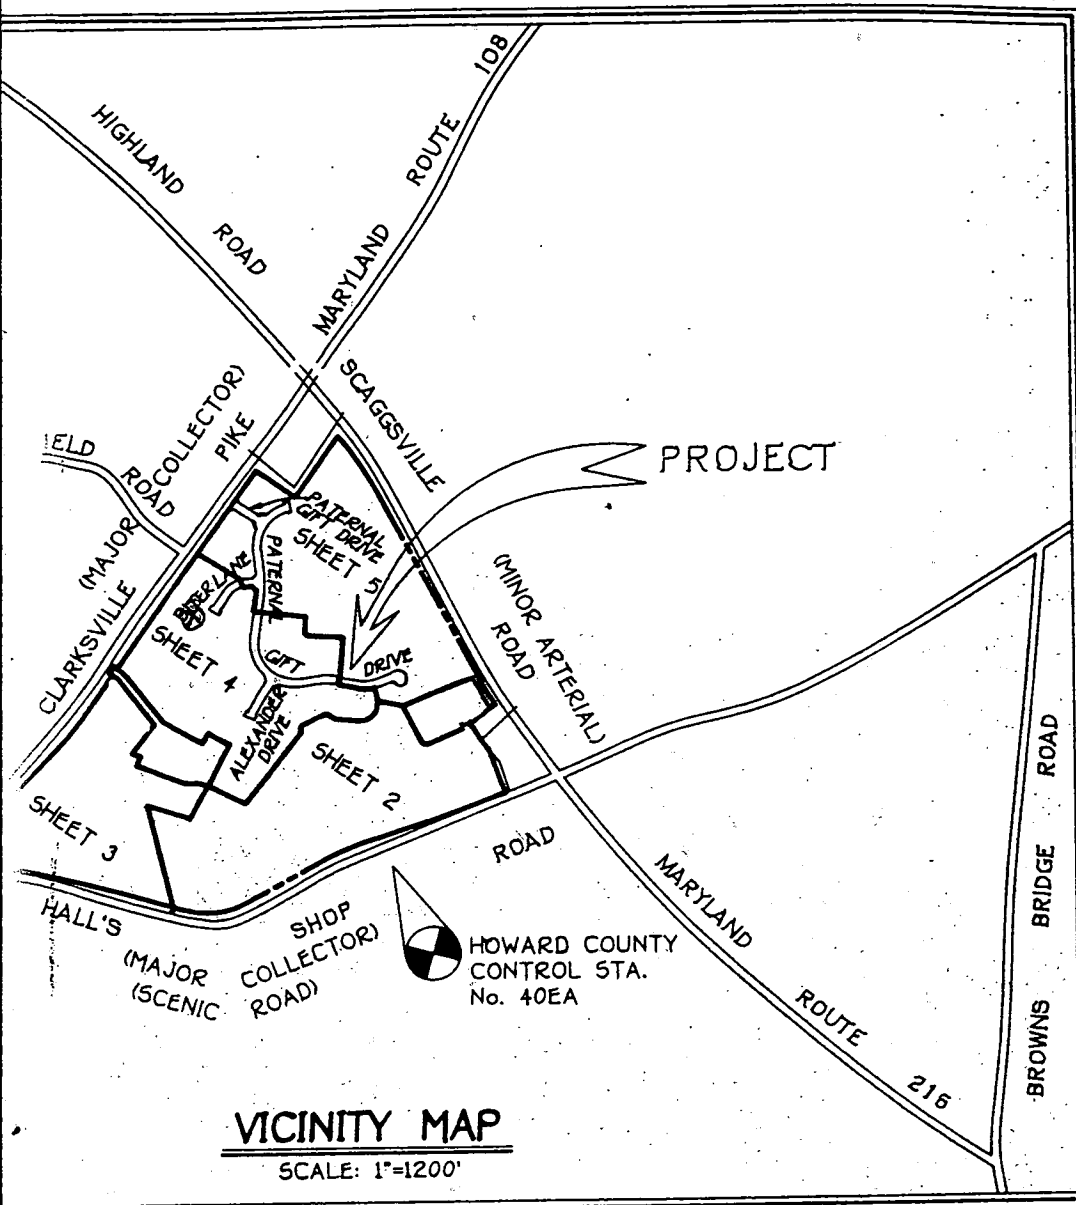 HIGHLAND ROAD
MARYLAND ROUTE 108
SCAGGSVILLE ROAD
(MINOR ARTERIAL)
CLARKSVILLE PIKE
(MAJOR COLLECTOR)
ROAD
PROJECT
PATERNAL
GIFT DRIVE
SHEET 5
PATERNAL GIFT DRIVE
LANE
SHEET 4
ALEXANDER
DRIVE
SHEET 2
SHEET 3
HALL'S SHOP ROAD
(MAJOR COLLECTOR)
(SCENIC ROAD)
HOWARD COUNTY
CONTROL STA.
No. 40EA
MARYLAND ROUTE 216
BROWNS BRIDGE ROAD
VICINITY MAP
SCALE: 1"=1200'